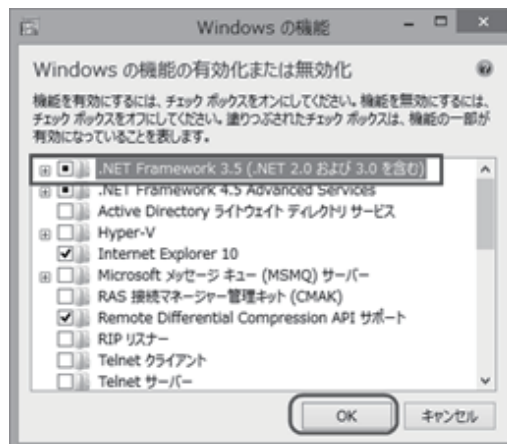 Windows の機能
Windows の機能の有効化または無効化
機能を有効にするには、チェック ボックスをオンにしてください。機能を無効にするには、
チェック ボックスをオフにしてください。塗りつぶされたチェック ボックスは、機能の一部が
有効になっていることを表します。
.NET Framework 3.5 (.NET 2.0 および 3.0 を含む)
.NET Framework 4.5 Advanced Services
Active Directory ライトウェイト ディレクトリ サービス
Hyper-V
Internet Explorer 10
Microsoft メッセージ キュー (MSMQ) サーバー
RAS 接続マネージャー管理キット (CMAK)
Remote Differential Compression API サポート
RIP リスナー
Telnet クライアント
Telnet サーバー
OK
キャンセル